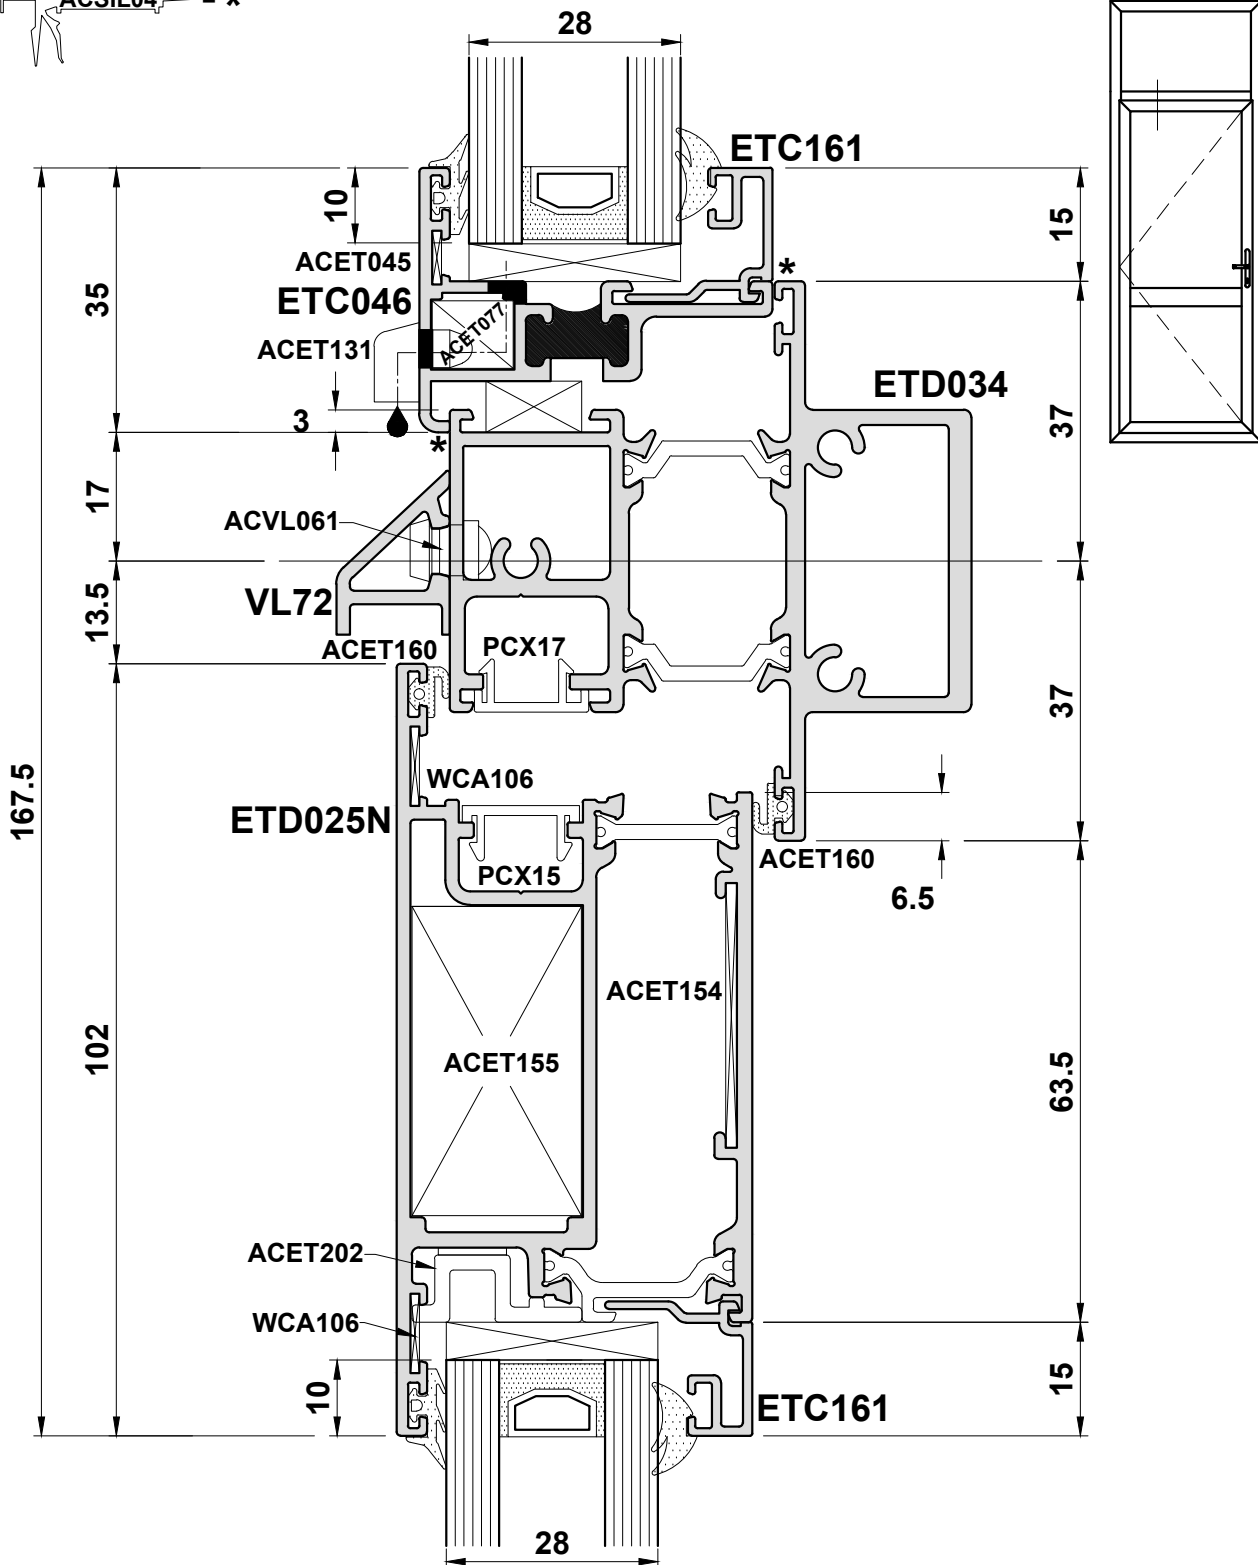 ACSIL04 - *
28
ETC161
10
15
ACET045
ETC046
ACET077
ACET131
35
*
ETD034
37
3
*
17
ACVL061
VL72
13.5
ACET160
PCX17
37
WCA106
167.5
ETD025N
PCX15
ACET160
6.5
ACET154
102
ACET155
63.5
ACET202
WCA106
10
15
ETC161
28